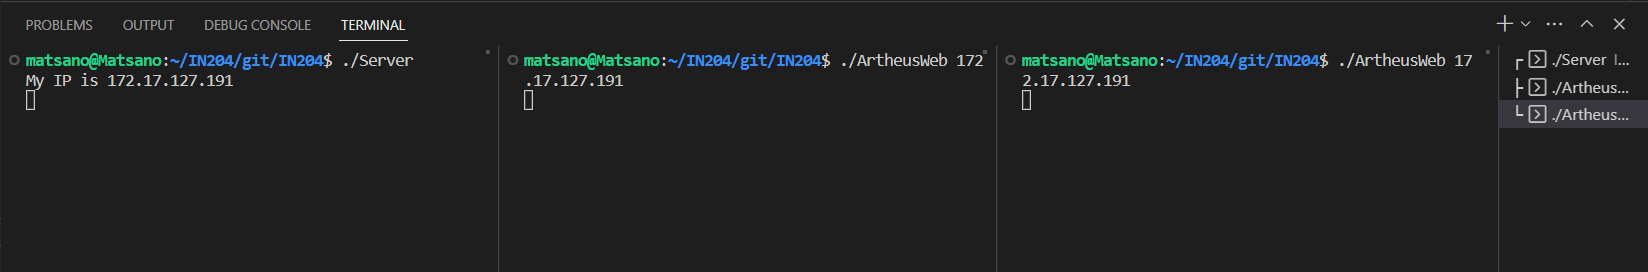 PROBLEMS OUTPUT DEBUG CONSOLE TERMINAL
matsano@Matsano:~/IN204/git/IN204$ ./Server
My IP is 172.17.127.191
matsano@Matsano:~/IN204/git/IN204$ ./ArtheusWeb 172
.17.127.191
matsano@Matsano:~/IN204/git/IN204$ ./ArtheusWeb 17
2.17.127.191
./Server
./Artheus...
./Artheus...